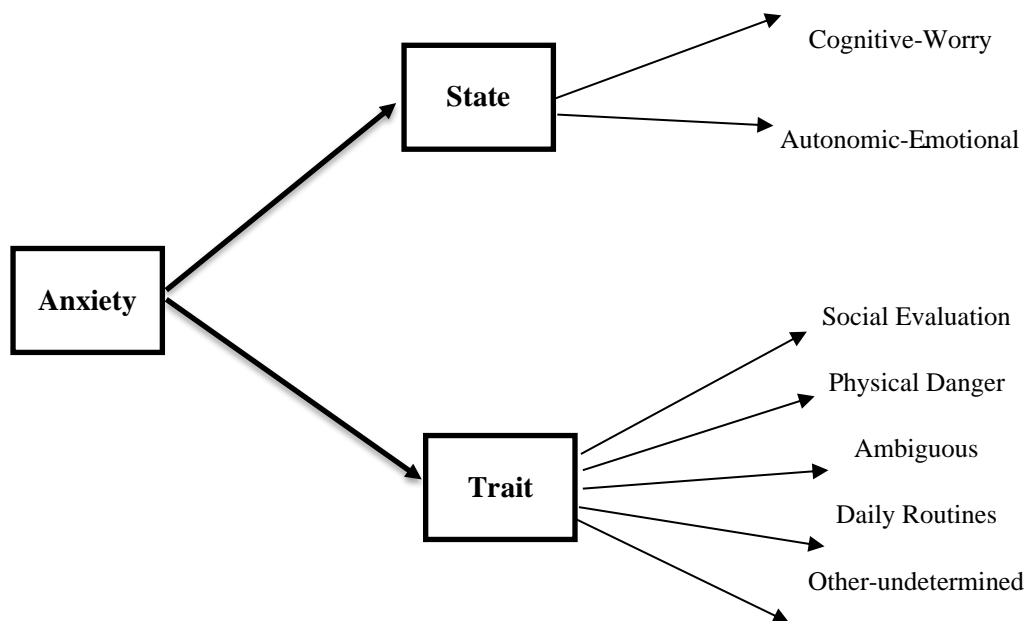 Cognitive-Worry
State
Autonomic-Emotional
Anxiety
Social Evaluation
Physical Danger
Ambiguous
Trait
Daily Routines
Other-undetermined